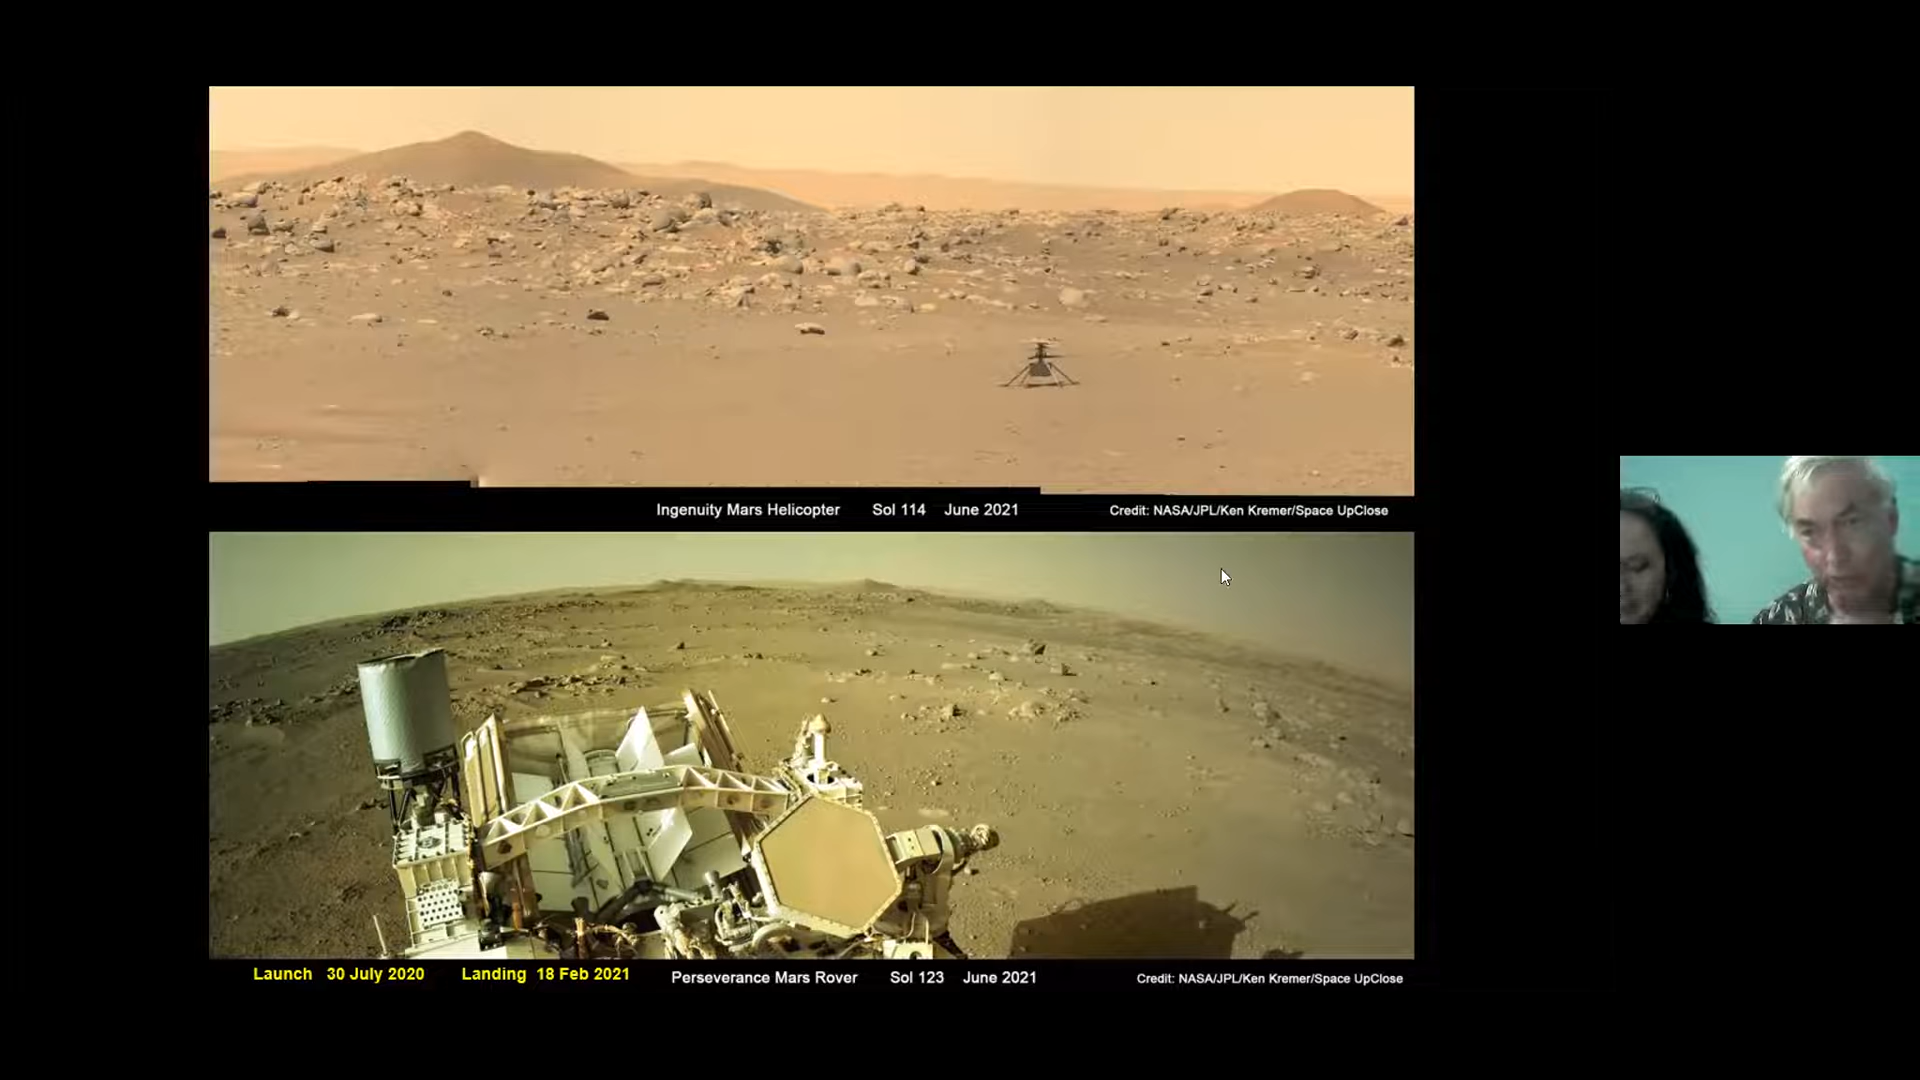 Ingenuity Mars Helicopter Sol 114 June 2021 Credit: NASA/JPL/Ken Kremer/Space UpClose
Launch 30 July 2020 Landing 18 Feb 2021 Perseverance Mars Rover Sol 123 June 2021 Credit: NASA/JPL/Ken Kremer/Space UpClose